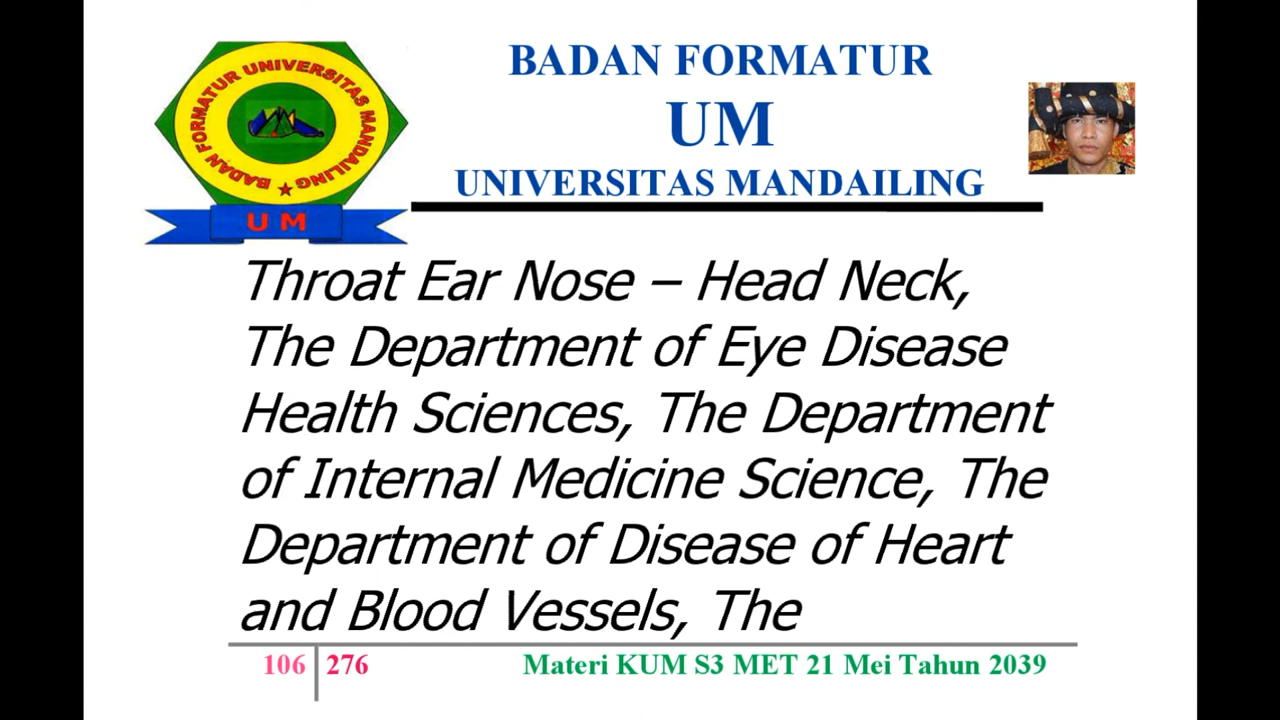 BADAN FORMATUR UNIVERSITAS MANDAILING
U M
BADAN FORMATUR
UM
UNIVERSITAS MANDAILING
Throat Ear Nose – Head Neck,
The Department of Eye Disease
Health Sciences, The Department
of Internal Medicine Science, The
Department of Disease of Heart
and Blood Vessels, The
106 276 Materi KUM S3 MET 21 Mei Tahun 2039